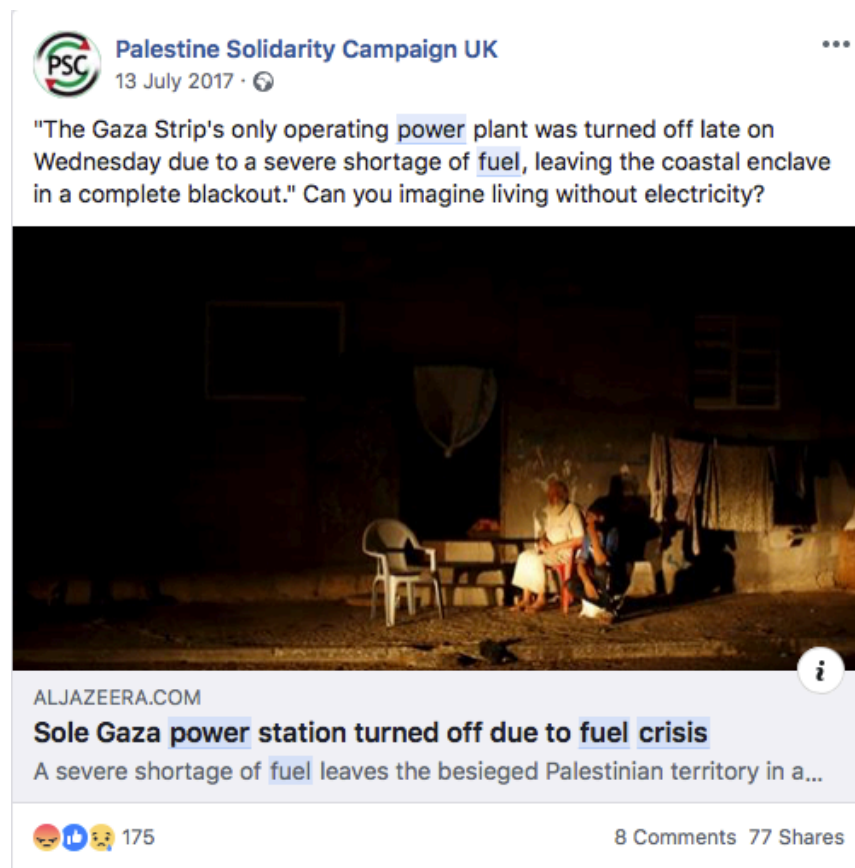 PSC
Palestine Solidarity Campaign UK
13 July 2017 ·
"The Gaza Strip's only operating power plant was turned off late on
Wednesday due to a severe shortage of fuel, leaving the coastal enclave
in a complete blackout." Can you imagine living without electricity?
i
ALJAZEERA.COM
Sole Gaza power station turned off due to fuel crisis
A severe shortage of fuel leaves the besieged Palestinian territory in a...
175
8 Comments 77 Shares